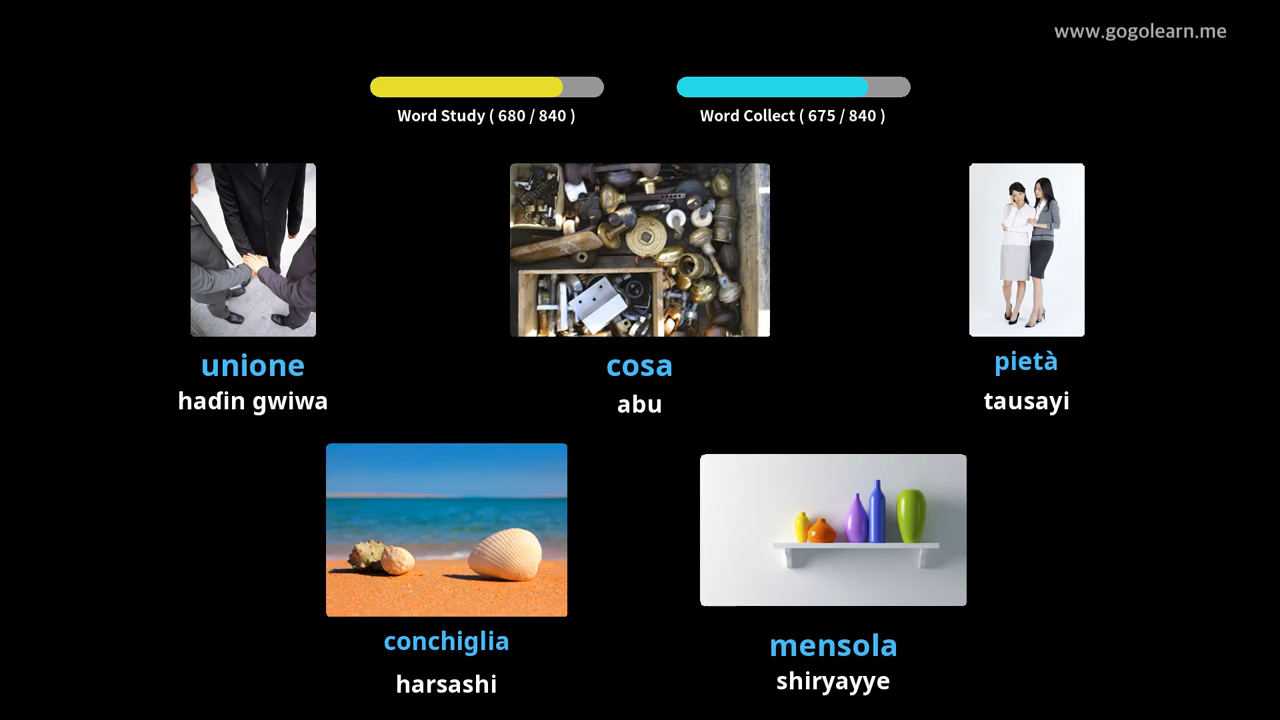 www.gogolearn.me
Word Study ( 680 / 840 )
Word Collect ( 675 / 840 )
unione
haɗin gwiwa
cosa
abu
pietà
tausayi
conchiglia
harsashi
mensola
shiryayye